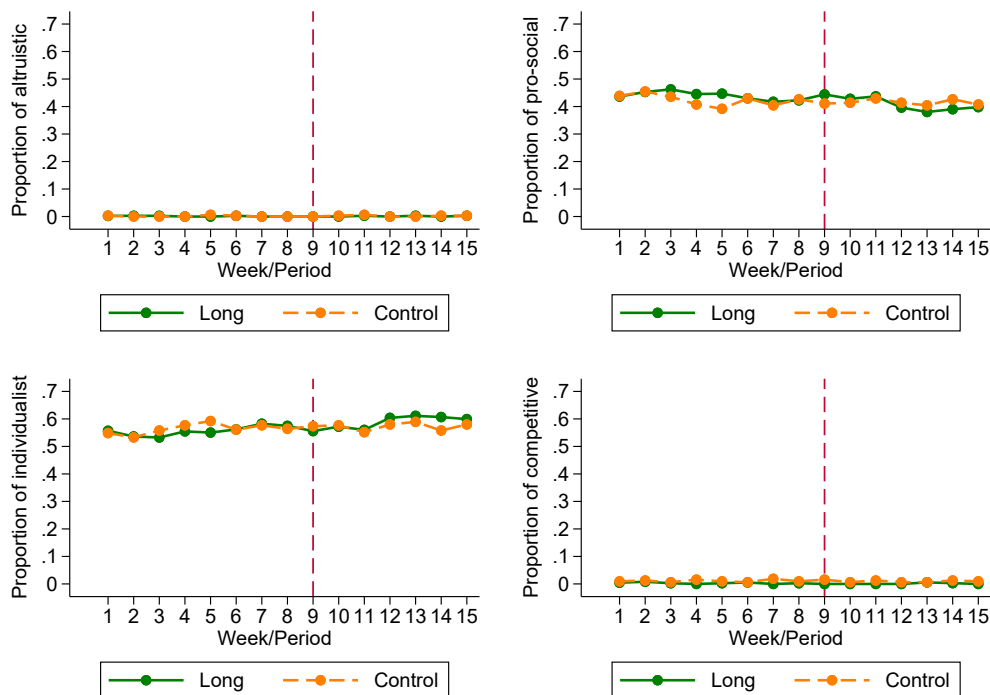 Proportion of altruistic
.7
.6
.5
.4
.3
.2
.1
0
1 2 3 4 5 6 7 8 9 10 11 12 13 14 15
Week/Period
Long Control
Proportion of pro-social
.7
.6
.5
.4
.3
.2
.1
0
1 2 3 4 5 6 7 8 9 10 11 12 13 14 15
Week/Period
Long Control
Proportion of individualist
.7
.6
.5
.4
.3
.2
.1
0
1 2 3 4 5 6 7 8 9 10 11 12 13 14 15
Week/Period
Long Control
Proportion of competitive
.7
.6
.5
.4
.3
.2
.1
0
1 2 3 4 5 6 7 8 9 10 11 12 13 14 15
Week/Period
Long Control